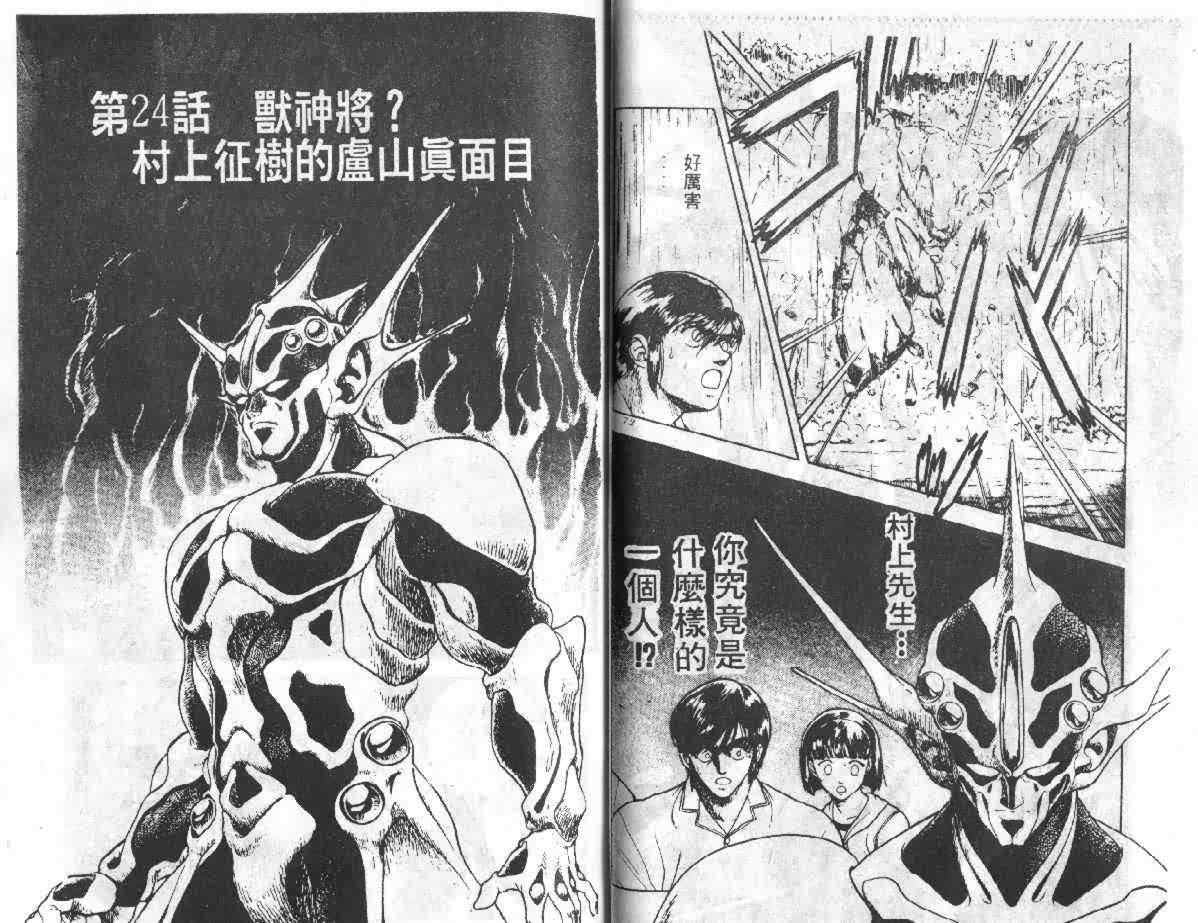 第24話　獸神將？
村上征樹的盧山眞面目
好厲害
……
村上先生…
你究竟是
什麼樣的
一個人!?